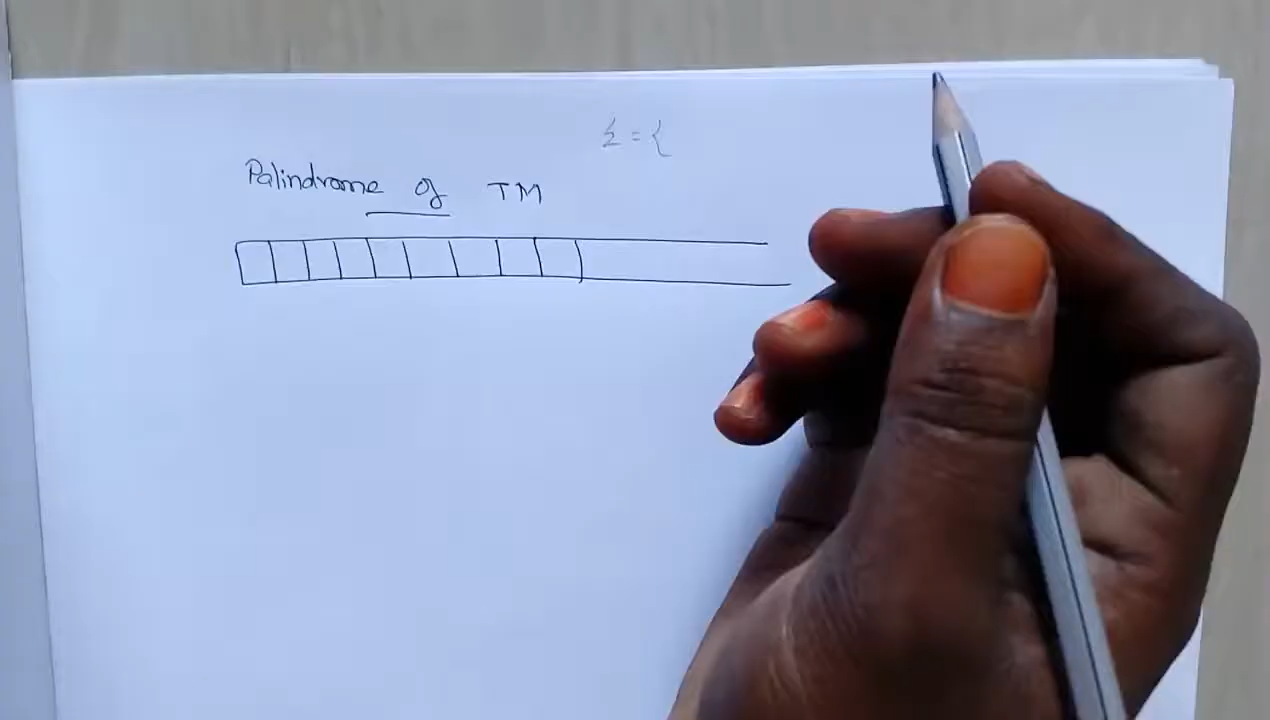 Σ = {
Palindrome of TM